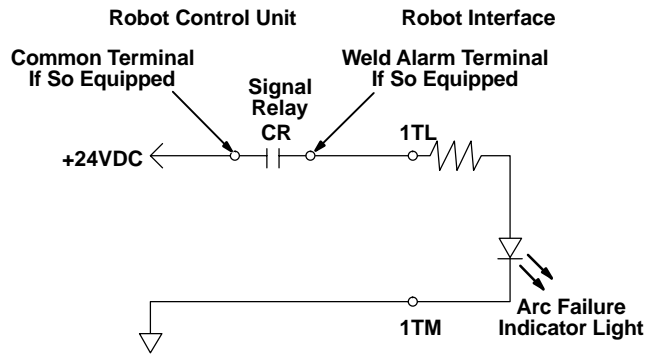 Robot Control Unit
Robot Interface
Common Terminal
If So Equipped
Signal
Relay
CR
Weld Alarm Terminal
If So Equipped
+24VDC
1TL
1TM
Arc Failure
Indicator Light